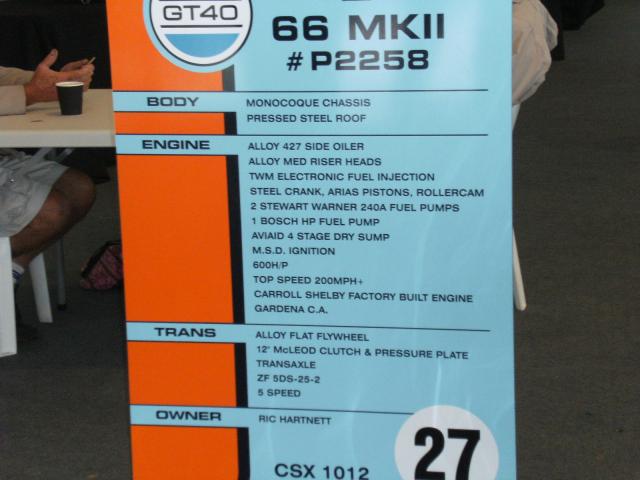 GT40
66 MKII
#P2258
BODY
MONOCOQUE CHASSIS
PRESSED STEEL ROOF
ENGINE
ALLOY 427 SIDE OILER
ALLOY MED RISER HEADS
TWM ELECTRONIC FUEL INJECTION
STEEL CRANK, ARIAS PISTONS, ROLLERCAM
2 STEWART WARNER 240A FUEL PUMPS
1 BOSCH HP FUEL PUMP
AVIAID 4 STAGE DRY SUMP
M.S.D. IGNITION
600H/P
TOP SPEED 200MPH+
CARROLL SHELBY FACTORY BUILT ENGINE
GARDENA C.A.
TRANS
ALLOY FLAT FLYWHEEL
12" McLEOD CLUTCH & PRESSURE PLATE
TRANSAXLE
ZF 5DS-25-2
5 SPEED
OWNER
RIC HARTNETT
27
CSX 1012